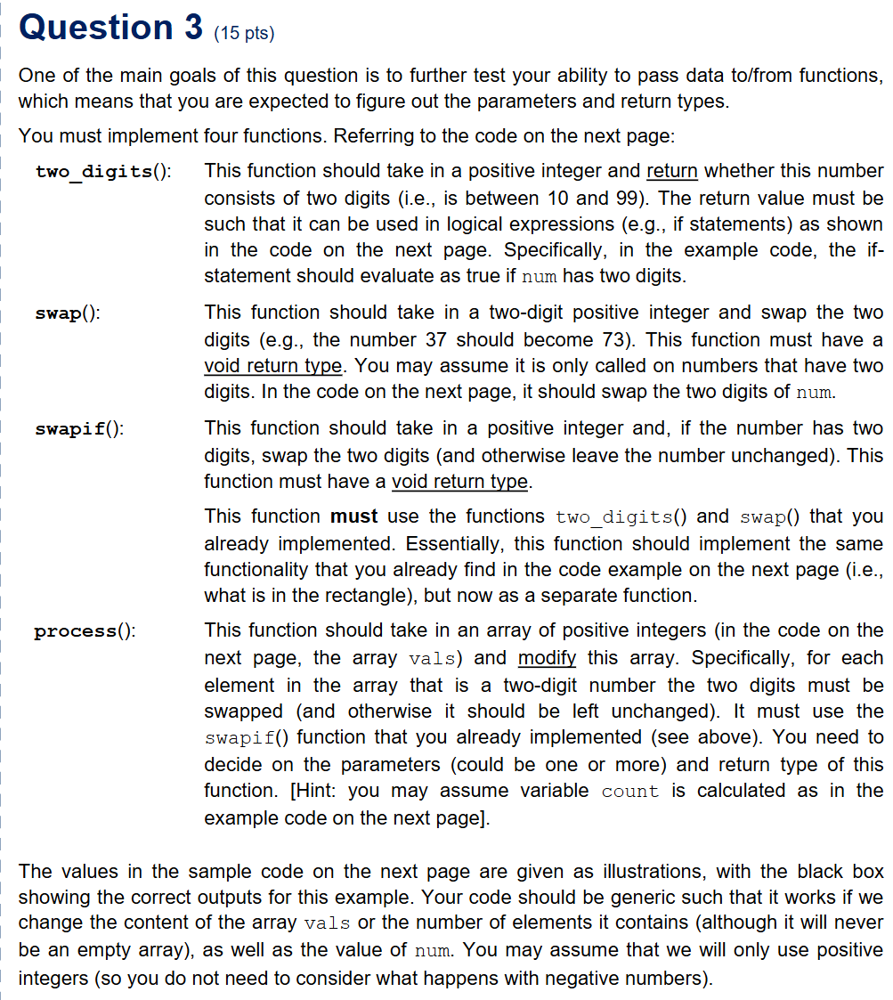 Question 3 (15 pts)
One of the main goals of this question is to further test your ability to pass data to/from functions,
which means that you are expected to figure out the parameters and return types.
You must implement four functions. Referring to the code on the next page:
two_digits(): This function should take in a positive integer and return whether this number
consists of two digits (i.e., is between 10 and 99). The return value must be
such that it can be used in logical expressions (e.g., if statements) as shown
in the code on the next page. Specifically, in the example code, the if-
statement should evaluate as true if num has two digits.
swap(): This function should take in a two-digit positive integer and swap the two
digits (e.g., the number 37 should become 73). This function must have a
void return type. You may assume it is only called on numbers that have two
digits. In the code on the next page, it should swap the two digits of num.
swapif(): This function should take in a positive integer and, if the number has two
digits, swap the two digits (and otherwise leave the number unchanged). This
function must have a void return type.
This function must use the functions two_digits() and swap() that you
already implemented. Essentially, this function should implement the same
functionality that you already find in the code example on the next page (i.e.,
what is in the rectangle), but now as a separate function.
process(): This function should take in an array of positive integers (in the code on the
next page, the array vals) and modify this array. Specifically, for each
element in the array that is a two-digit number the two digits must be
swapped (and otherwise it should be left unchanged). It must use the
swapif() function that you already implemented (see above). You need to
decide on the parameters (could be one or more) and return type of this
function. [Hint: you may assume variable count is calculated as in the
example code on the next page].
The values in the sample code on the next page are given as illustrations, with the black box
showing the correct outputs for this example. Your code should be generic such that it works if we
change the content of the array vals or the number of elements it contains (although it will never
be an empty array), as well as the value of num. You may assume that we will only use positive
integers (so you do not need to consider what happens with negative numbers).